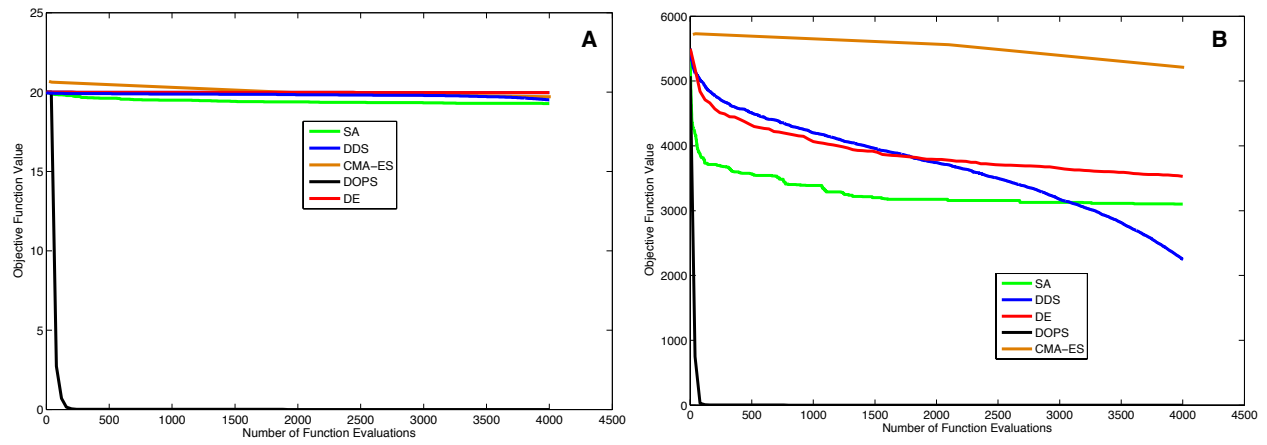 A
Objective Function Value
25
20
15
10
5
0
0 500 1000 1500 2000 2500 3000 3500 4000 4500
Number of Function Evaluations
SA
DDS
CMA-ES
DOPS
DE
B
Objective Function Value
6000
5000
4000
3000
2000
1000
0
0 500 1000 1500 2000 2500 3000 3500 4000 4500
Number of Function Evaluations
SA
DDS
DE
DOPS
CMA-ES